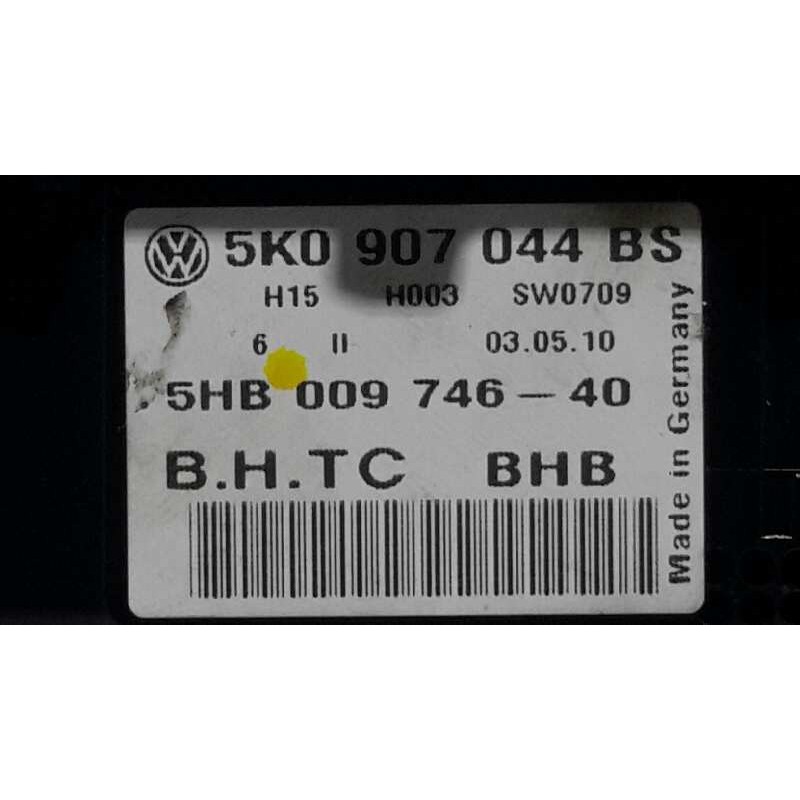 5K0 907 044 BS
H15 H003 SW0709
6 II 03.05.10
5HB 009 746-40
B.H.TC BHB
Made in Germany